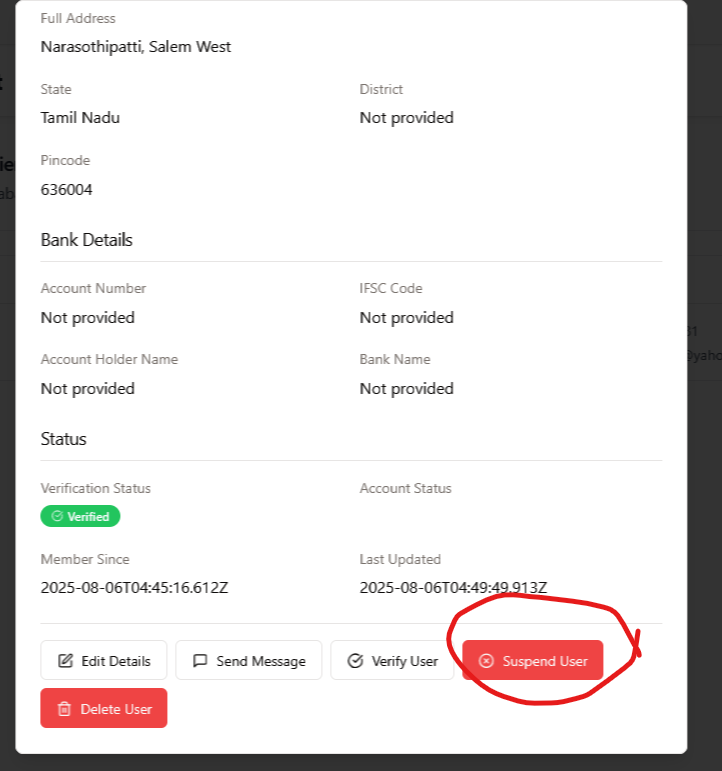 Full Address
Narasothipatti, Salem West
State District
Tamil Nadu Not provided
Pincode
636004
Bank Details
Account Number IFSC Code
Not provided Not provided
Account Holder Name Bank Name
Not provided Not provided
Status
Verification Status Account Status
Verified
Member Since Last Updated
2025-08-06T04:45:16.612Z 2025-08-06T04:49:49.913Z
Edit Details Send Message Verify User Suspend User
Delete User